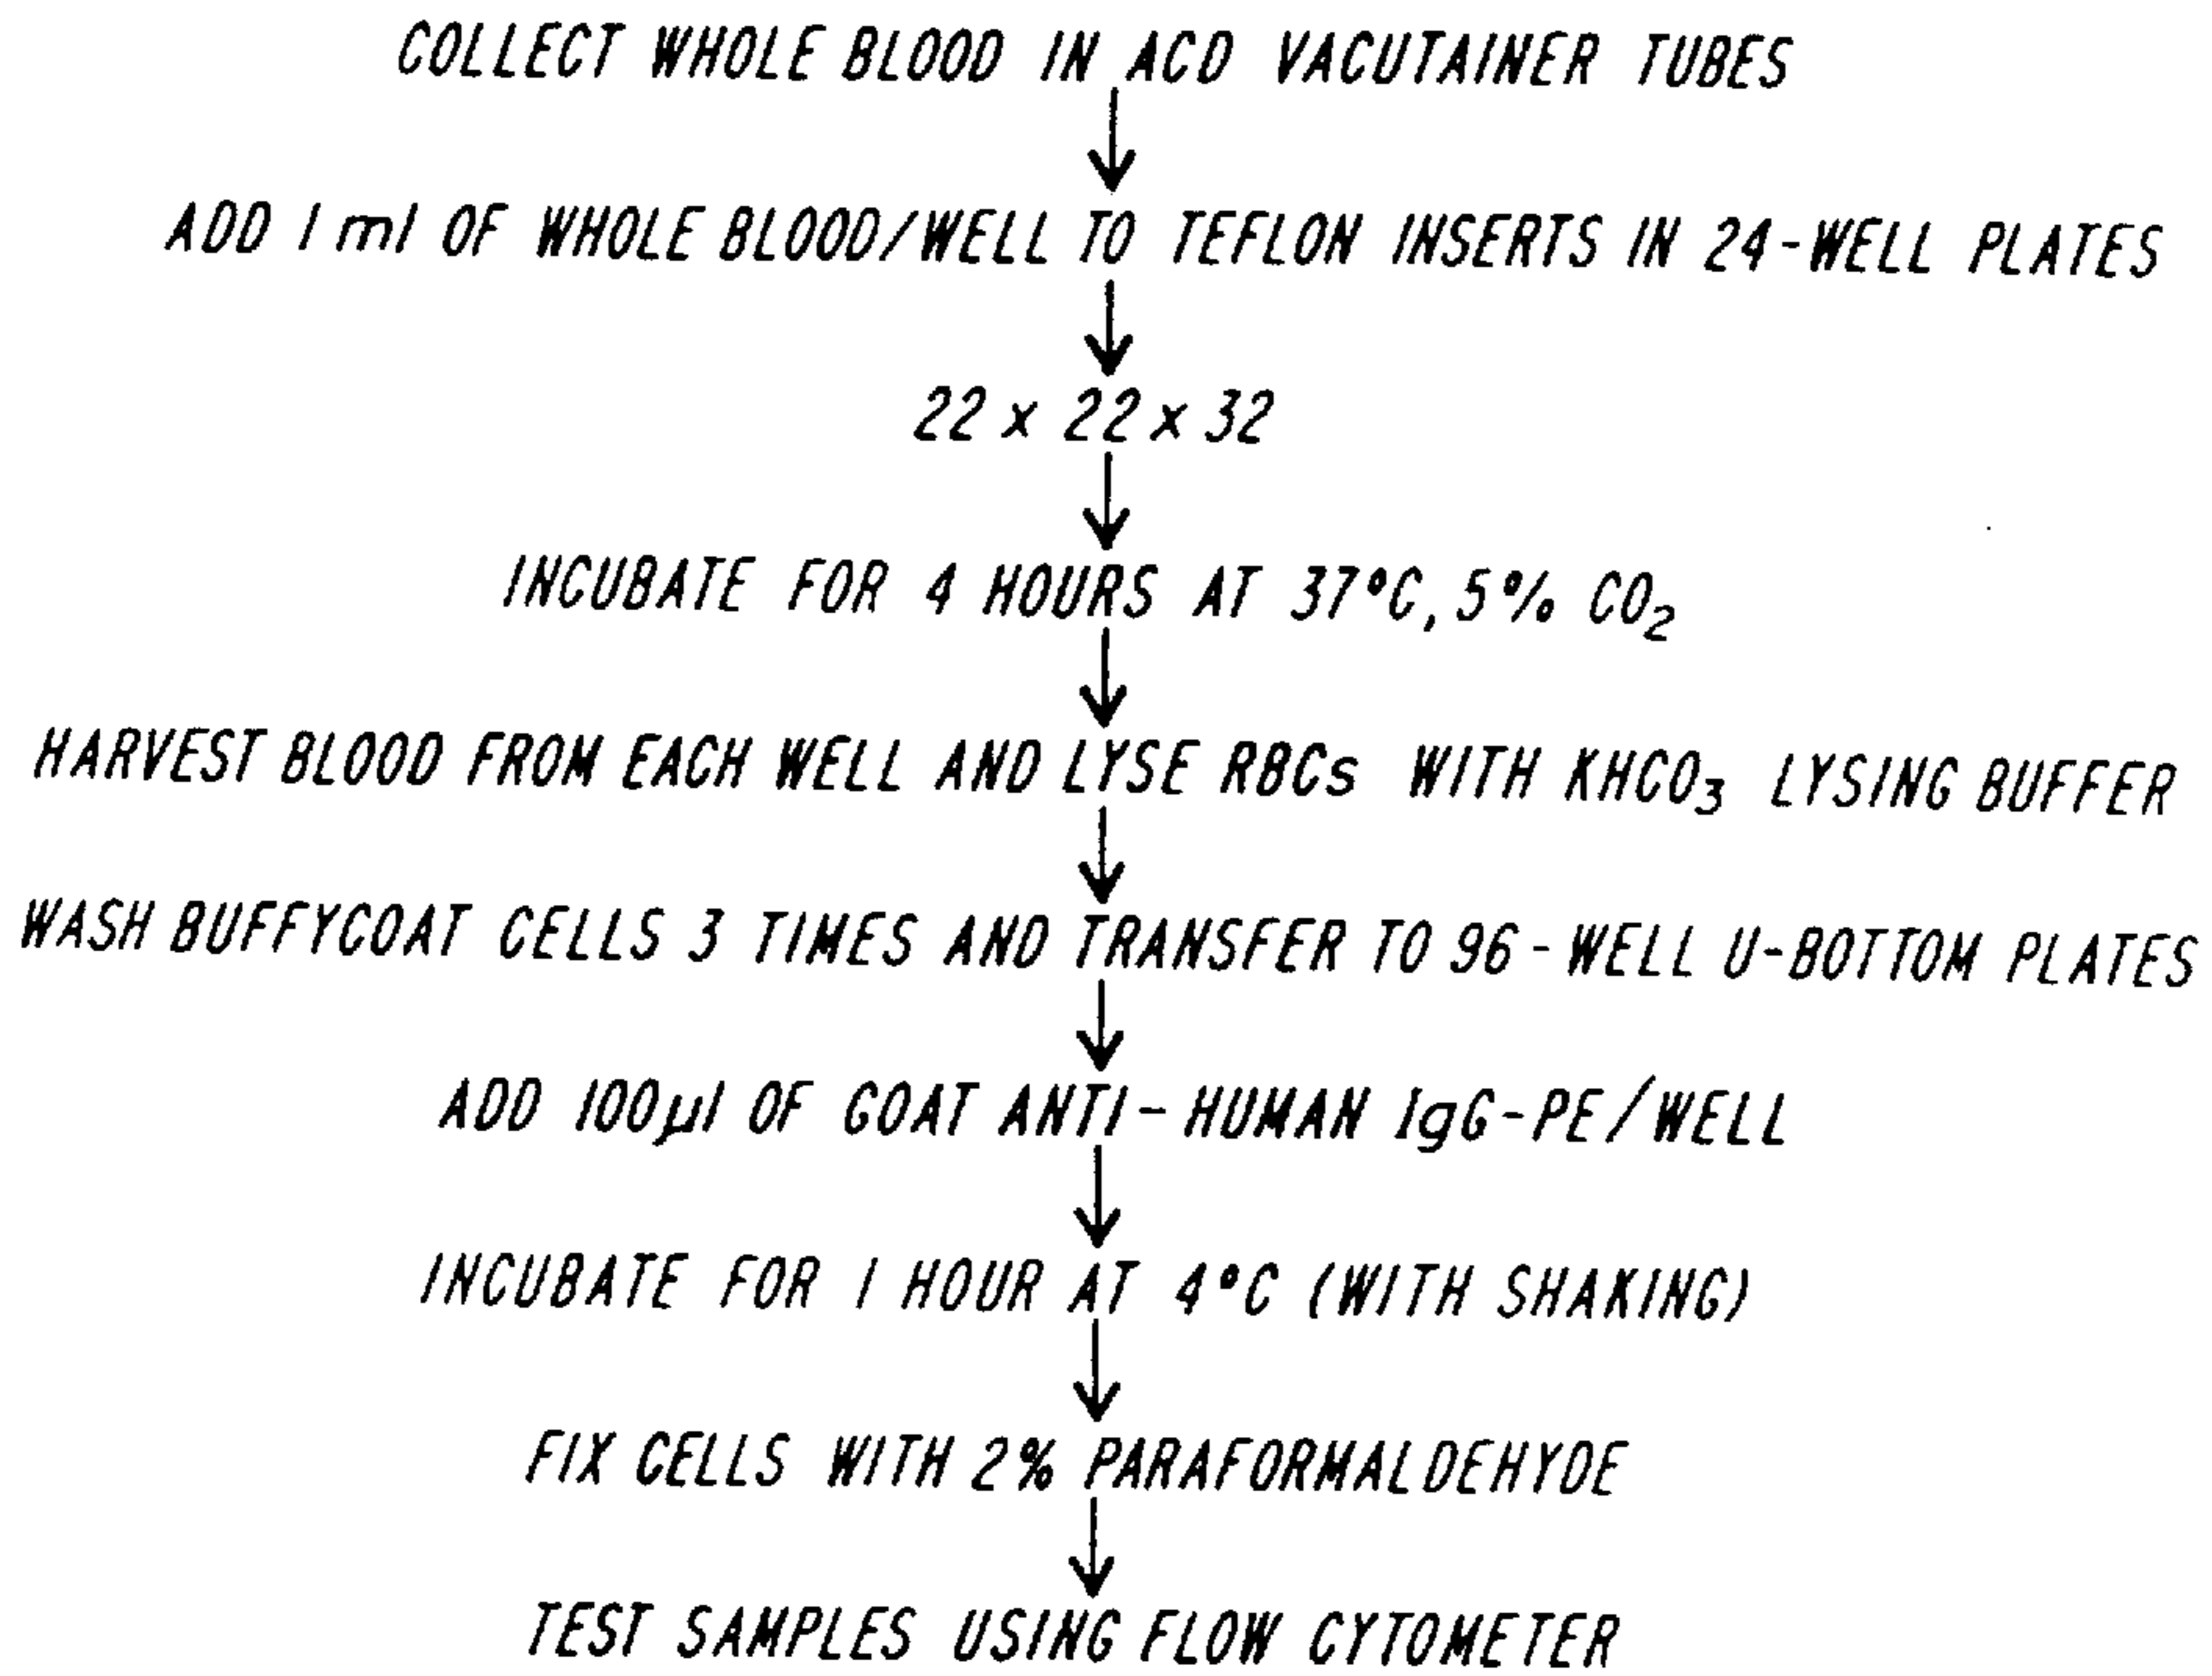 COLLECT WHOLE BLOOD IN ACD VACUTAINER TUBES
ADD 1 ml OF WHOLE BLOOD/WELL TO TEFLON INSERTS IN 24-WELL PLATES
22 x 22 x 32
INCUBATE FOR 4 HOURS AT 37°C, 5% CO₂
HARVEST BLOOD FROM EACH WELL AND LYSE RBCs WITH KHCO₃ LYSING BUFFER
WASH BUFFYCOAT CELLS 3 TIMES AND TRANSFER TO 96-WELL U-BOTTOM PLATES
ADD 100µl OF GOAT ANTI-HUMAN IgG-PE/WELL
INCUBATE FOR 1 HOUR AT 4°C (WITH SHAKING)
FIX CELLS WITH 2% PARAFORMALDEHYDE
TEST SAMPLES USING FLOW CYTOMETER